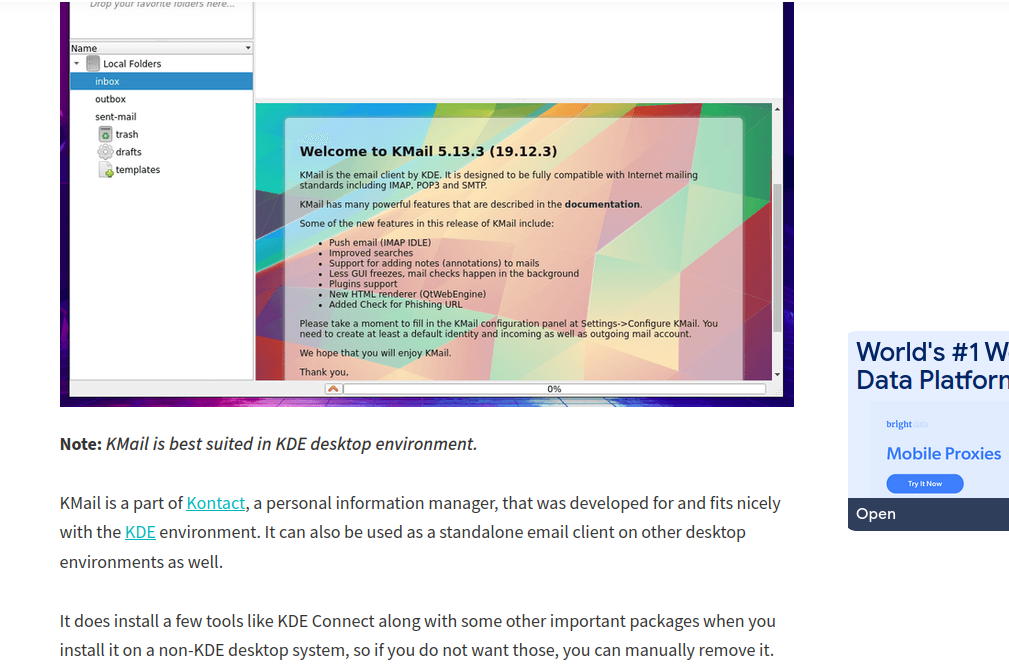 Drop your favorite folders here...
Name
Local Folders
inbox
outbox
sent-mail
trash
drafts
templates
Welcome to KMail 5.13.3 (19.12.3)
KMail is the email client by KDE. It is designed to be fully compatible with Internet mailing
standards including IMAP, POP3 and SMTP.
KMail has many powerful features that are described in the documentation.
Some of the new features in this release of KMail include:
• Push email (IMAP IDLE)
• Improved searches
• Support for adding notes (annotations) to mails
• Less GUI freezes, mail checks happen in the background
• Plugins support
• New HTML renderer (QtWebEngine)
• Added Check for Phishing URL
Please take a moment to fill in the KMail configuration panel at Settings->Configure KMail. You
need to create at least a default identity and incoming as well as outgoing mail account.
We hope that you will enjoy KMail.
Thank you,
0%
Note: KMail is best suited in KDE desktop environment.
KMail is a part of Kontact, a personal information manager, that was developed for and fits nicely
with the KDE environment. It can also be used as a standalone email client on other desktop
environments as well.
It does install a few tools like KDE Connect along with some other important packages when you
install it on a non-KDE desktop system, so if you do not want those, you can manually remove it.
World's #1 W
Data Platform
bright data
Mobile Proxies
Try It Now
Open